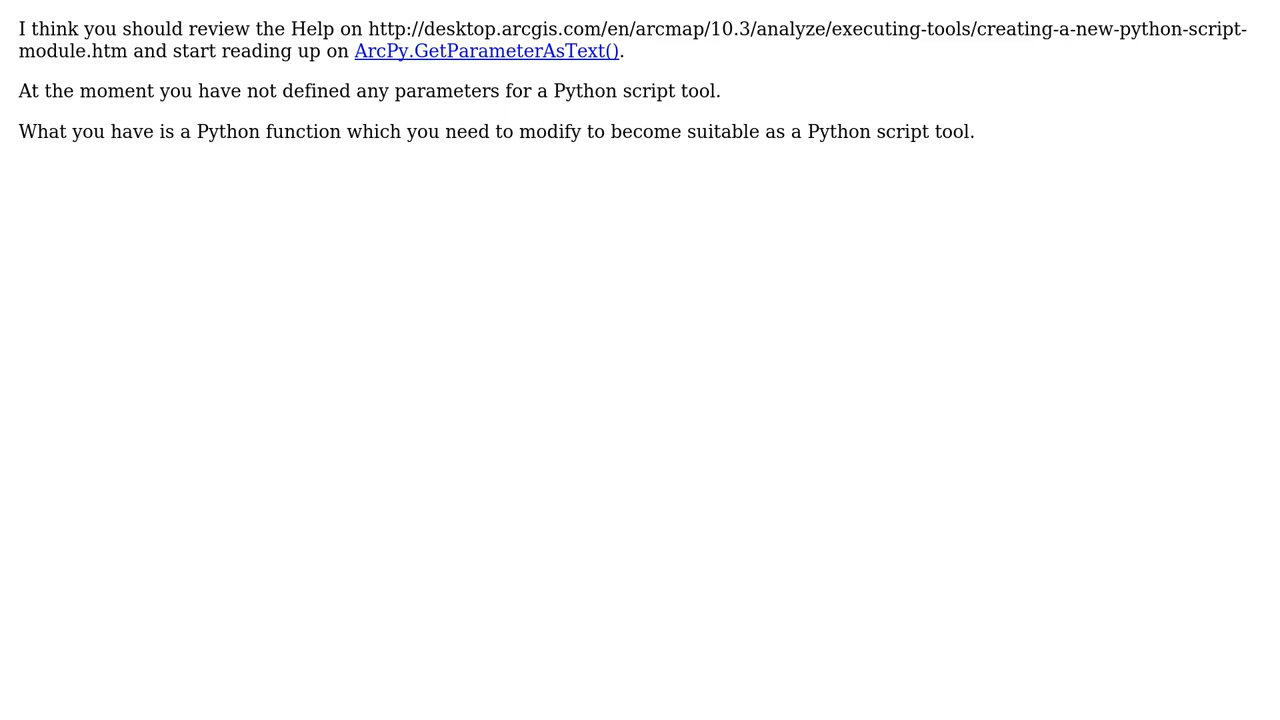 I think you should review the Help on http://desktop.arcgis.com/en/arcmap/10.3/analyze/executing-tools/creating-a-new-python-script-
module.htm and start reading up on ArcPy.GetParameterAsText().
At the moment you have not defined any parameters for a Python script tool.
What you have is a Python function which you need to modify to become suitable as a Python script tool.